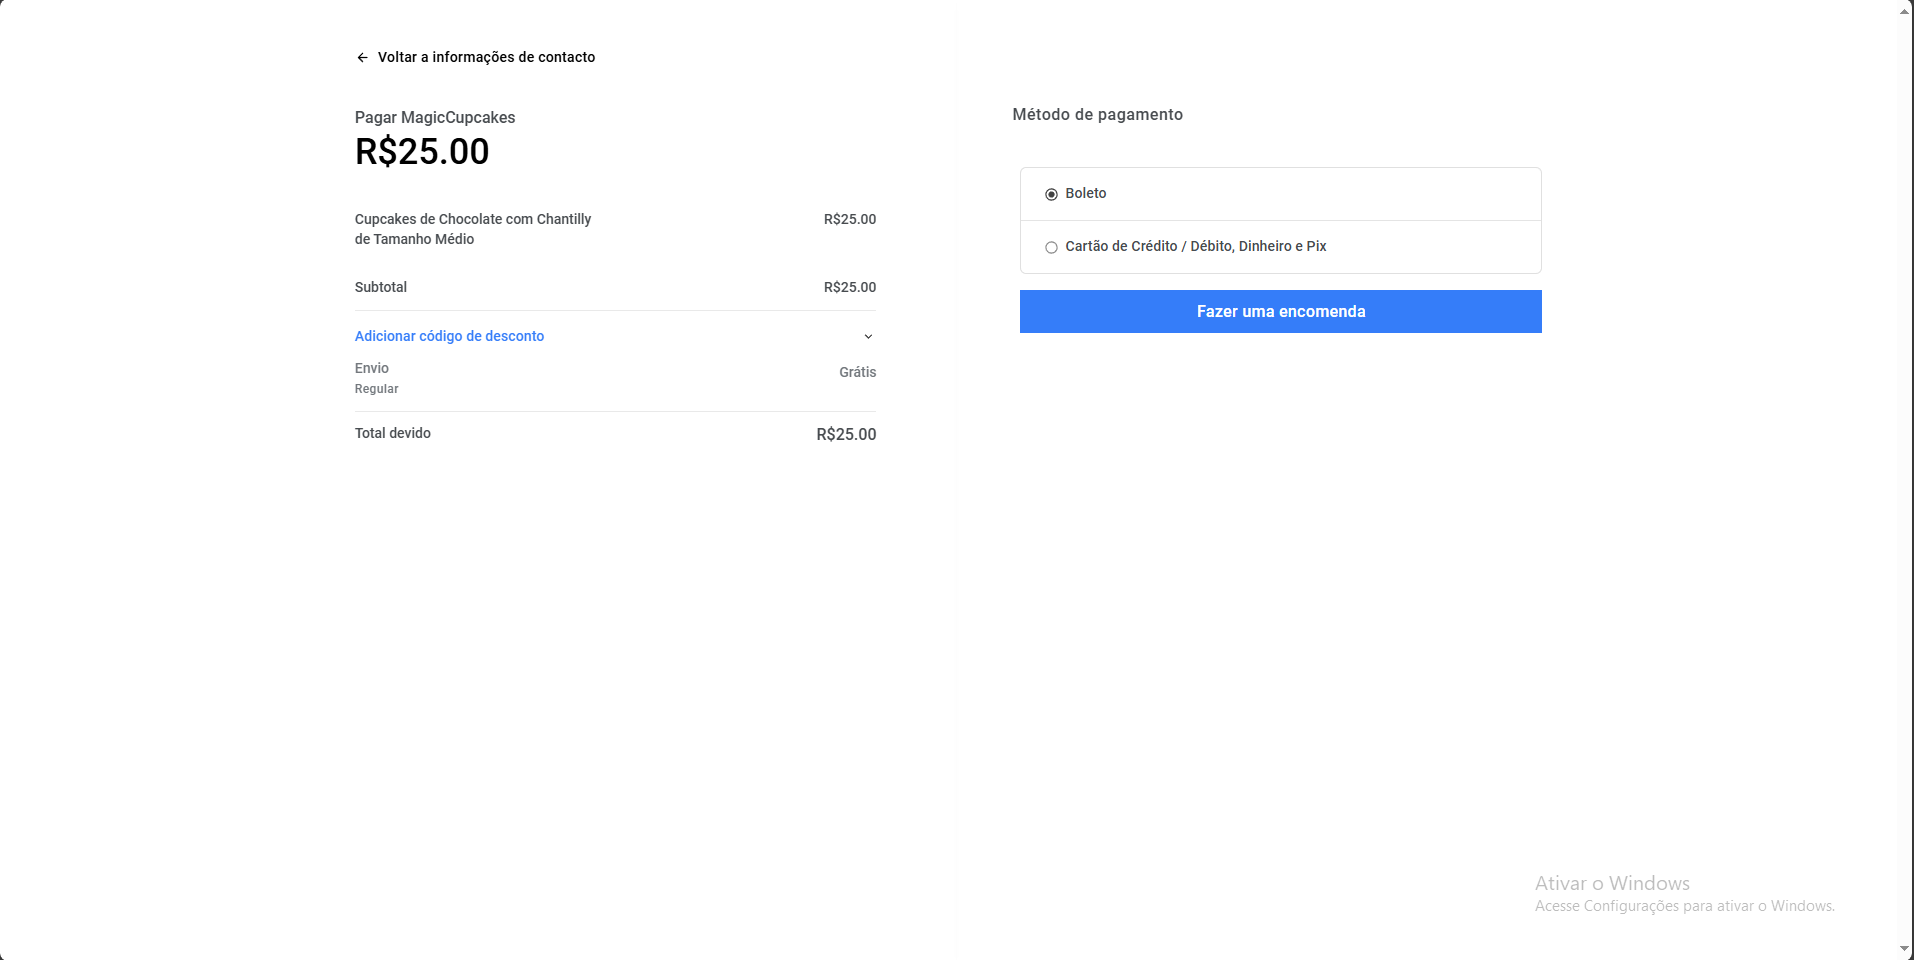 Voltar a informações de contacto
Pagar MagicCupcakes
R$25.00
Cupcakes de Chocolate com Chantilly R$25.00
de Tamanho Médio
Subtotal R$25.00
Adicionar código de desconto
Envio
Regular Grátis
Total devido R$25.00
Método de pagamento
Boleto
Cartão de Crédito / Débito, Dinheiro e Pix
Fazer uma encomenda
Ativar o Windows
Acesse Configurações para ativar o Windows.